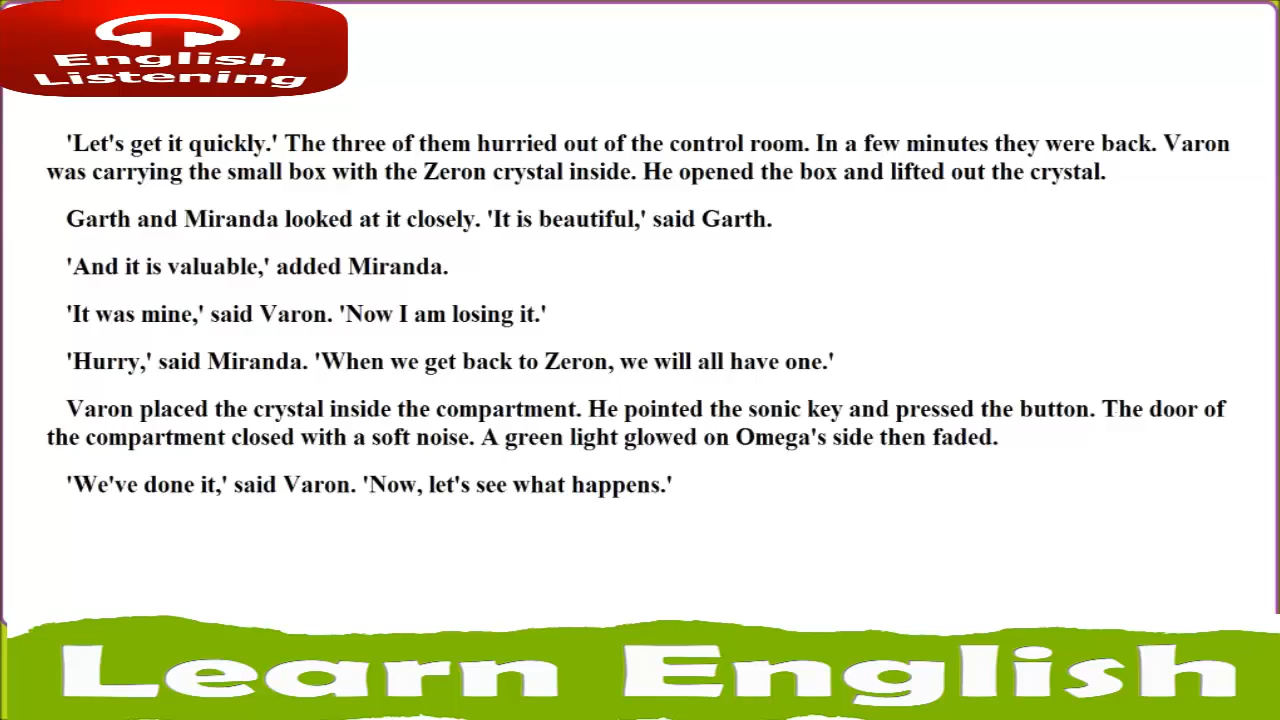 English
Listening
'Let's get it quickly.' The three of them hurried out of the control room. In a few minutes they were back. Varon
was carrying the small box with the Zeron crystal inside. He opened the box and lifted out the crystal.
Garth and Miranda looked at it closely. 'It is beautiful,' said Garth.
'And it is valuable,' added Miranda.
'It was mine,' said Varon. 'Now I am losing it.'
'Hurry,' said Miranda. 'When we get back to Zeron, we will all have one.'
Varon placed the crystal inside the compartment. He pointed the sonic key and pressed the button. The door of
the compartment closed with a soft noise. A green light glowed on Omega's side then faded.
'We've done it,' said Varon. 'Now, let's see what happens.'
Learn English